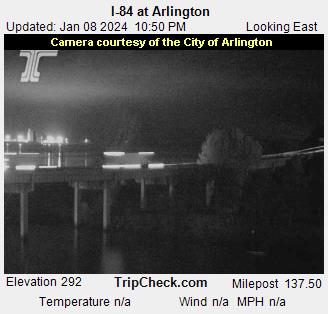 I-84 at Arlington
Updated: Jan 08 2024 10:50 PM Looking East
Camera courtesy of the City of Arlington
Elevation 292 TripCheck.com Milepost 137.50
Temperature n/a Wind n/a MPH n/a